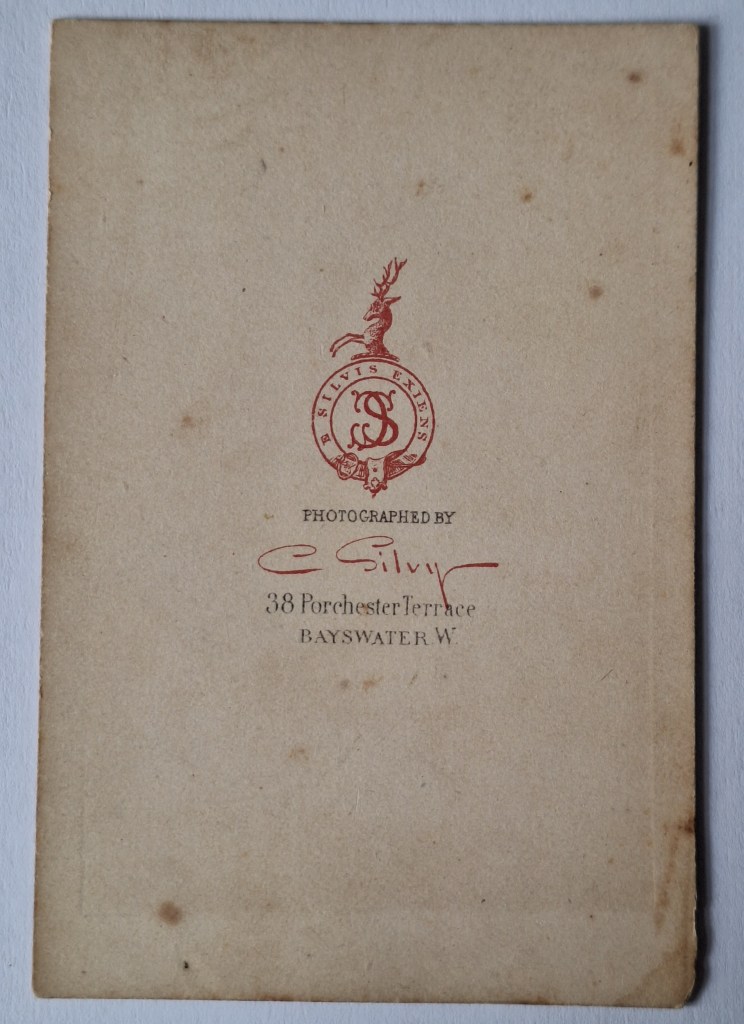 E SILVIS EXIENS
PHOTOGRAPHED BY
C Silvy
38 Porchester Terrace
BAYSWATER. W.